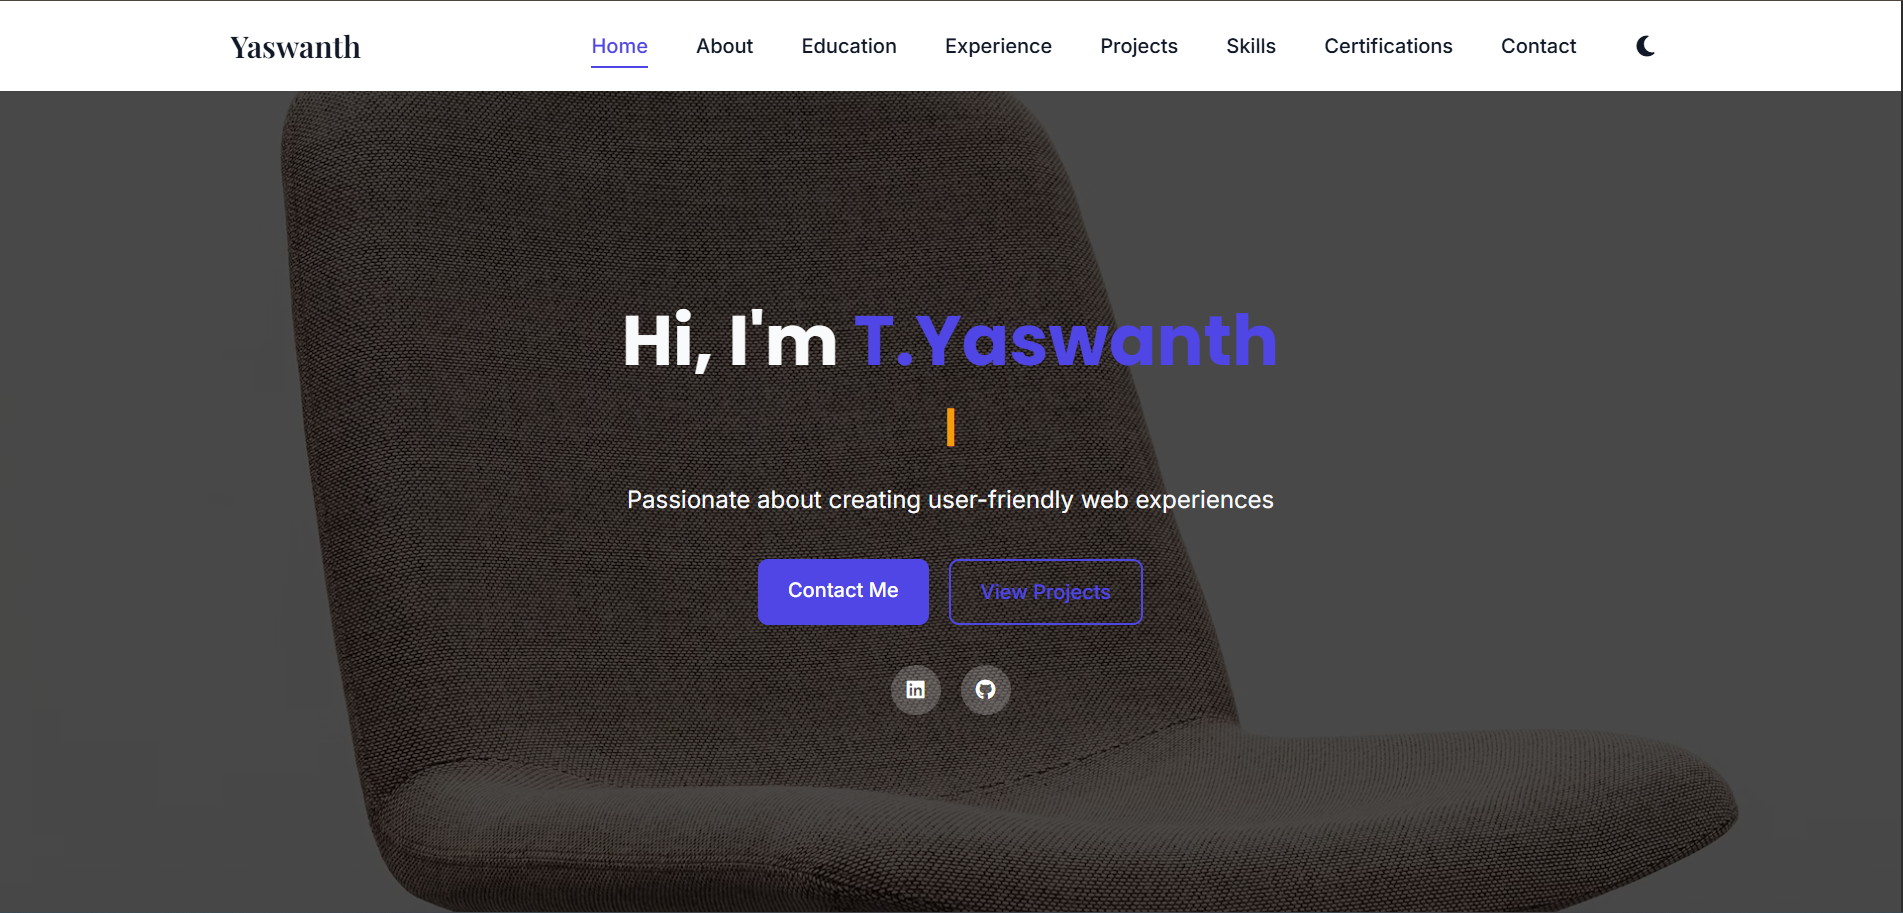 Yaswanth
Home About Education Experience Projects Skills Certifications Contact
Hi, I'm T.Yaswanth
Passionate about creating user-friendly web experiences
Contact Me View Projects